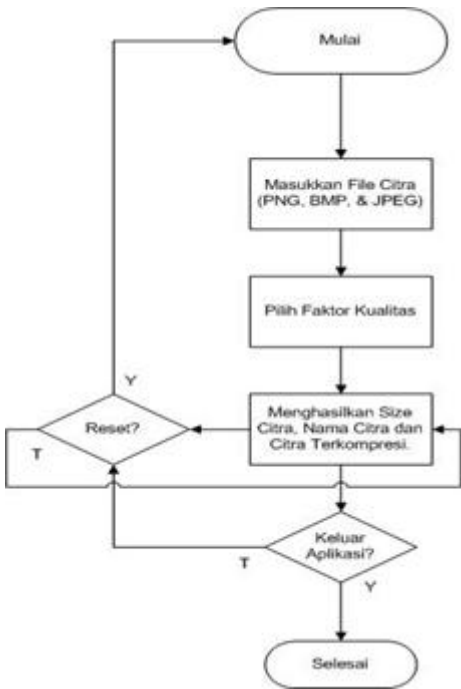 Mulai
Masukkan File Citra
(PNG, BMP, & JPEG)
Pilih Faktor Kualitas
Y
Menghasilkan Size
Citra, Nama Citra dan
Citra Terkompresi.
Reset?
T
Keluar
Aplikasi?
T
Y
Selesai